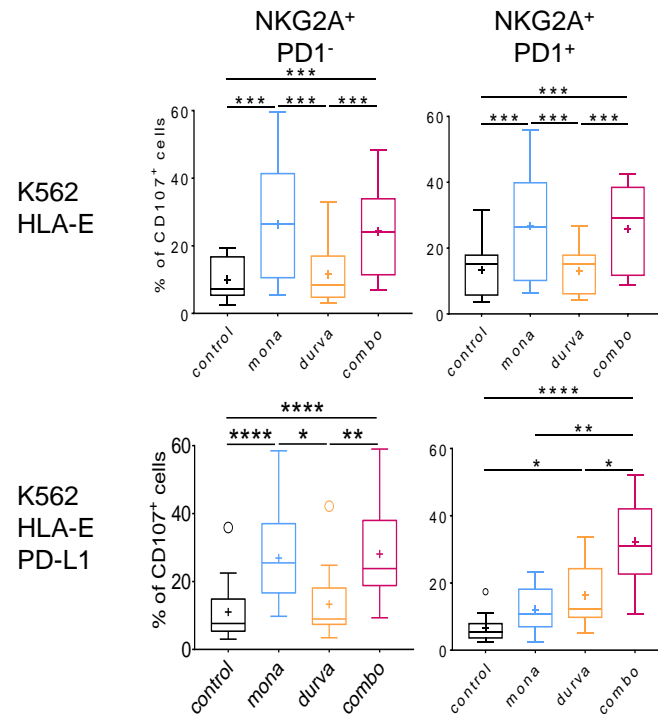 NKG2A+
PD1-
NKG2A+
PD1+
K562
HLA-E
% of CD107+ cells
60
40
20
0
***
*** *** ***
control mona durva combo
60
40
20
0
***
*** *** ***
control mona durva combo
K562
HLA-E
PD-L1
% of CD107+ cells
60
40
20
0
****
**** * **
control mona durva combo
60
40
20
0
****
**
* *
control mona durva combo